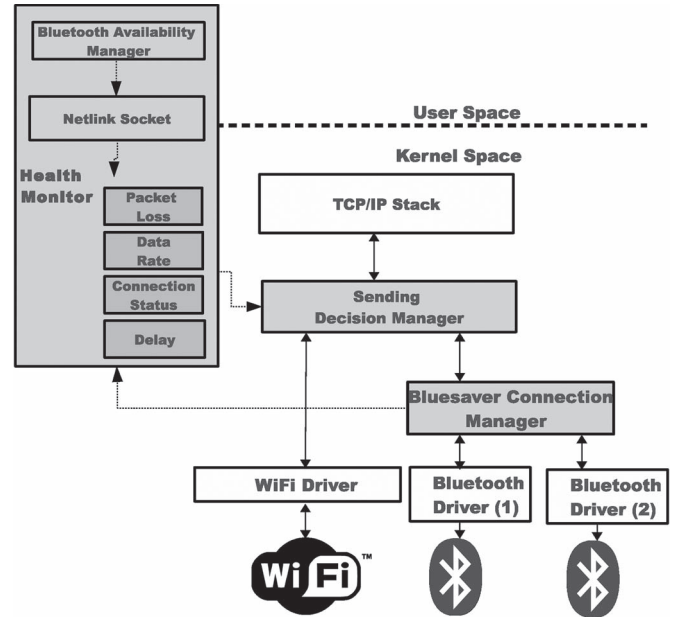 Bluetooth Availability
Manager
Netlink Socket
User Space
Kernel Space
Health
Monitor
Packet
Loss
Data
Rate
Connection
Status
Delay
TCP/IP Stack
Sending
Decision Manager
Bluesaver Connection
Manager
WiFi Driver
Bluetooth
Driver (1)
Bluetooth
Driver (2)
Wi Fi ™